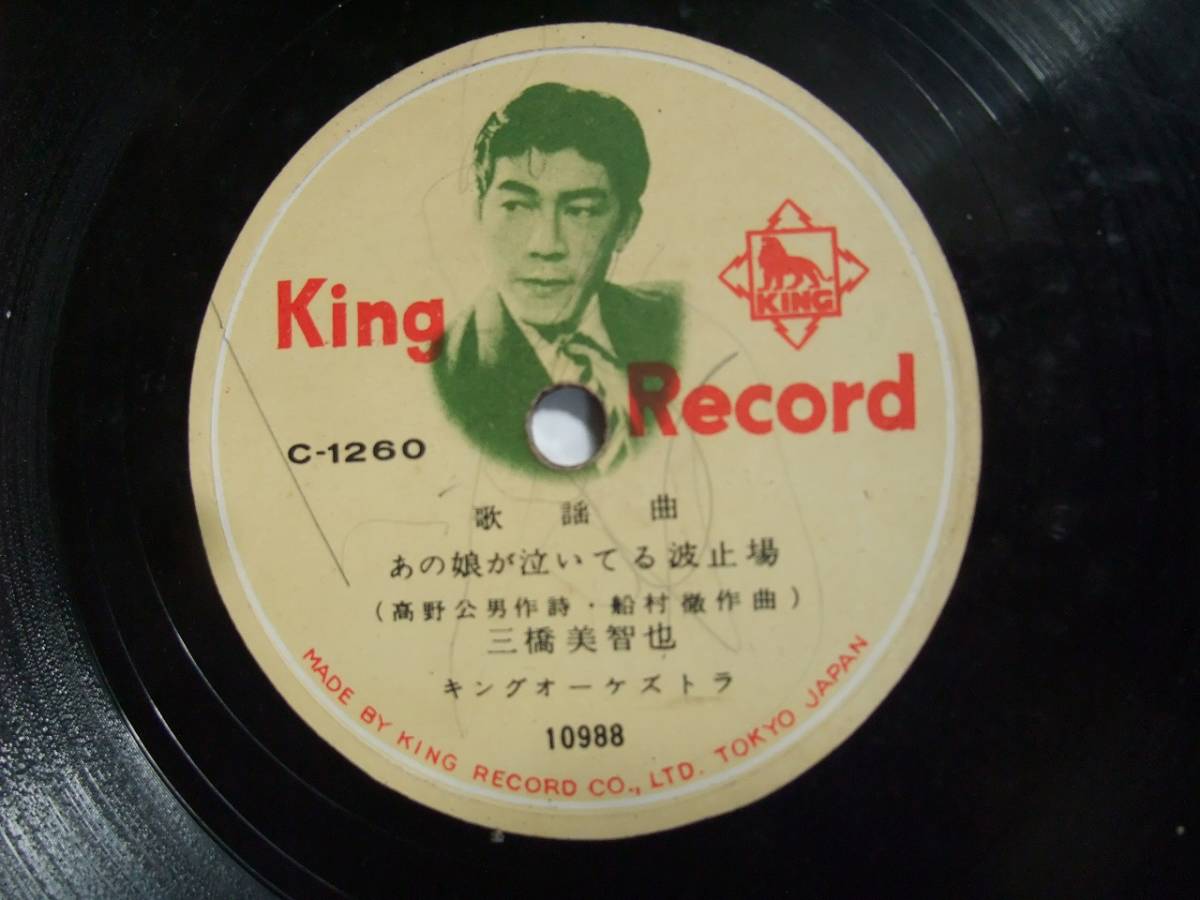 KING
King
Record
C-1260
歌謡曲
あの娘が泣いてる波止場
(高野公男作詩・船村徹作曲)
三橋美智也
キングオーケストラ
10988
MADE BY KING RECORD CO., LTD. TOKYO JAPAN